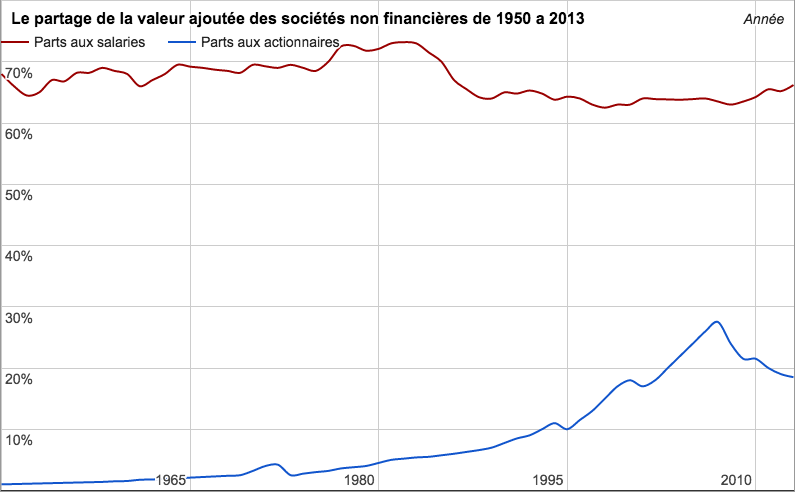 Le partage de la valeur ajoutée des sociétés non financières de 1950 a 2013
Année
Parts aux salaries
Parts aux actionnaires
70%
60%
50%
40%
30%
20%
10%
1965
1980
1995
2010